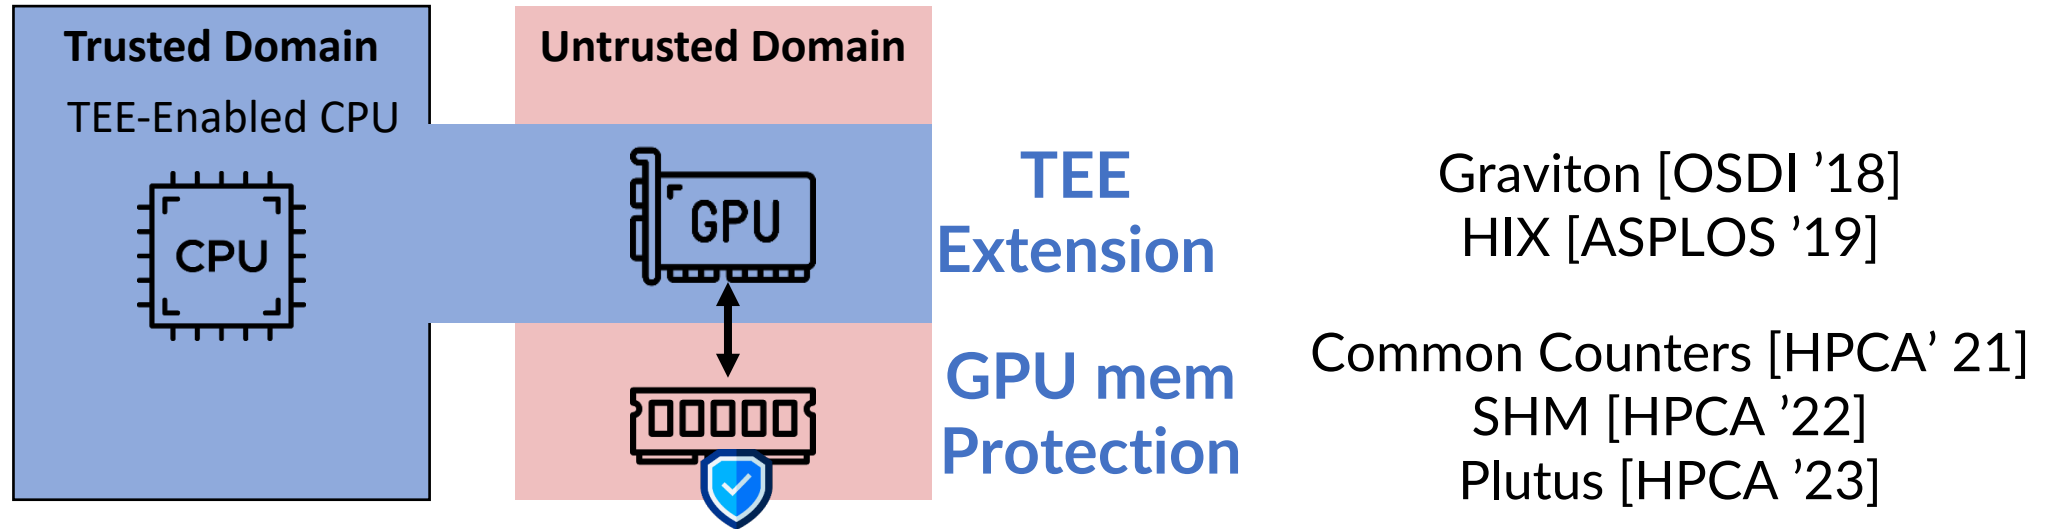 Trusted Domain
TEE-Enabled CPU
CPU
Untrusted Domain
GPU
TEE
Extension
Graviton [OSDI ’18]
HIX [ASPLOS ’19]
GPU mem
Protection
Common Counters [HPCA’ 21]
SHM [HPCA ’22]
Plutus [HPCA ’23]